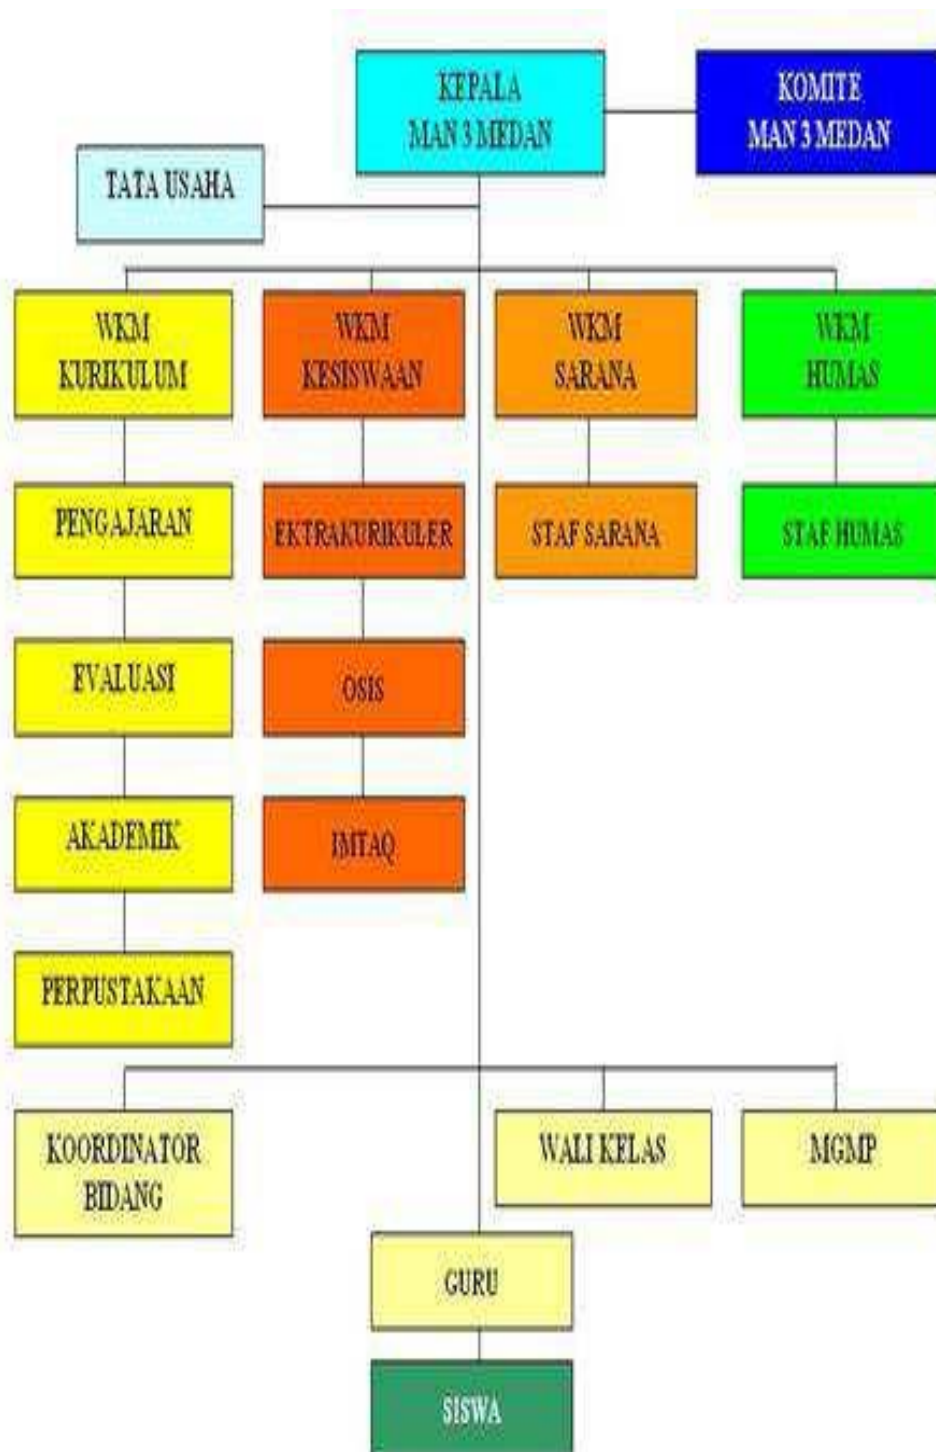 KEPALA
MAN 3 MEDAN
KOMITE
MAN 3 MEDAN
TATA USAHA
WKM
KURIKULUM
WKM
KESISWAAN
WKM
SARANA
WKM
HUMAS
PENGAJARAN
EKTRAKURIKULER
STAF SARANA
STAF HUMAS
EVALUASI
OSIS
AKADEMIK
IMTAQ
PERPUSTAKAAN
KOORDINATOR
BIDANG
WALI KELAS
MGMP
GURU
SISWA